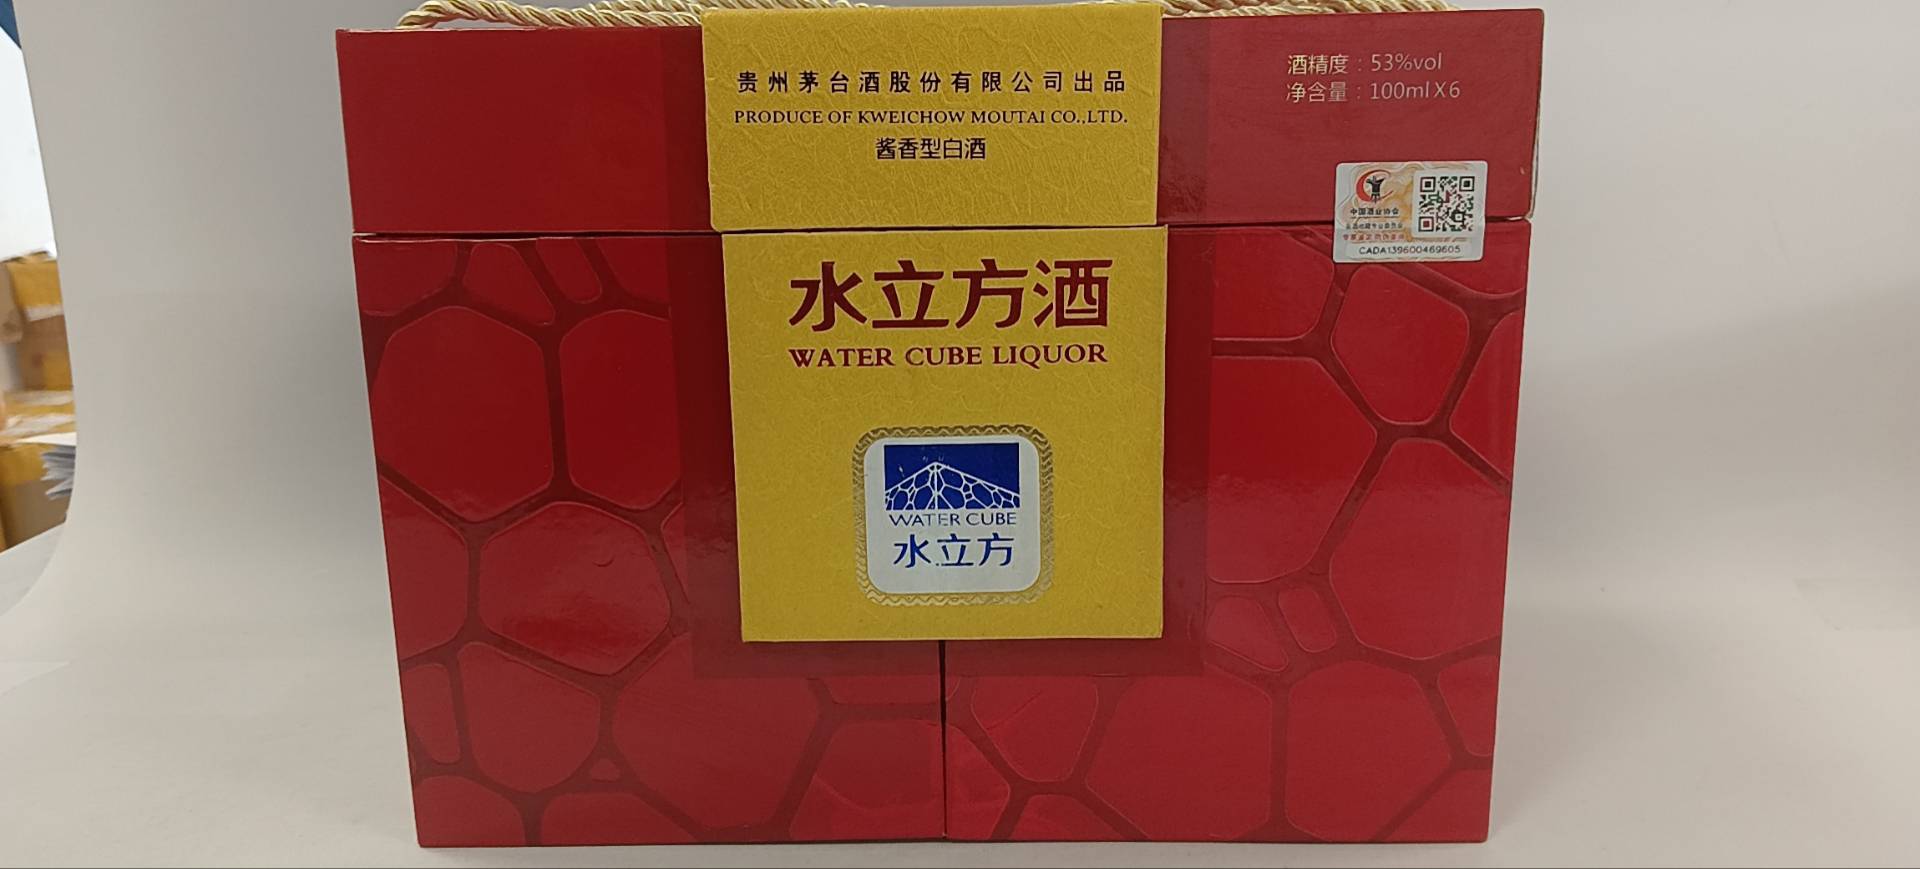 贵州茅台酒股份有限公司出品
PRODUCE OF KWEICHOW MOUTAI CO.,LTD.
酱香型白酒
酒精度：53%vol
净含量：100mlX6
中国酒业协会
CADA139600469605
水立方酒
WATER CUBE LIQUOR
WATER CUBE
水立方